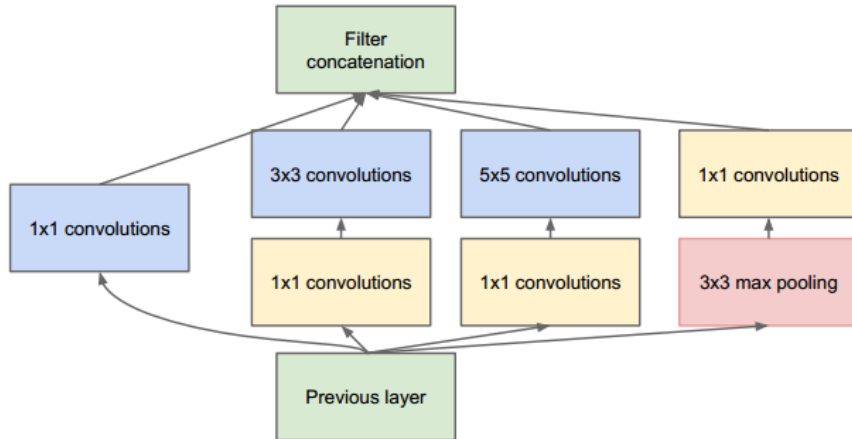 Filter
concatenation
3x3 convolutions
5x5 convolutions
1x1 convolutions
1x1 convolutions
1x1 convolutions
1x1 convolutions
3x3 max pooling
Previous layer